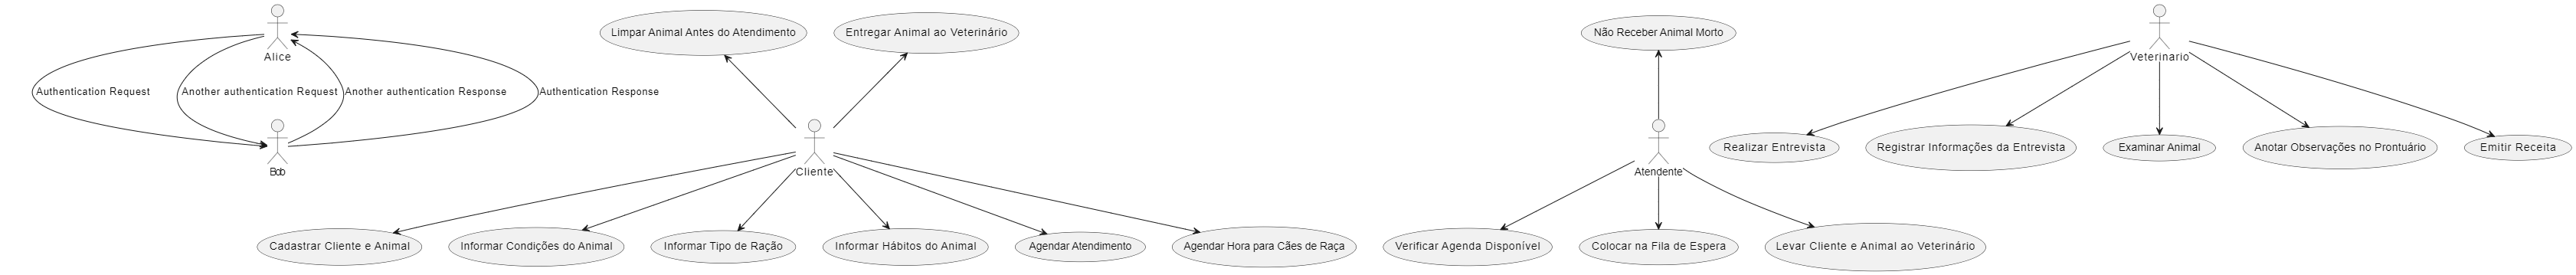 Limpar Animal Antes do Atendimento
Entregar Animal ao Veterinário
Não Receber Animal Morto
Alice
Veterinario
Authentication Request
Another authentication Request
Another authentication Response
Authentication Response
Realizar Entrevista
Registrar Informações da Entrevista
Examinar Animal
Anotar Observações no Prontuário
Emitir Receita
Bob
Cliente
Atendente
Cadastrar Cliente e Animal
Informar Condições do Animal
Informar Tipo de Ração
Informar Hábitos do Animal
Agendar Atendimento
Agendar Hora para Cães de Raça
Verificar Agenda Disponível
Colocar na Fila de Espera
Levar Cliente e Animal ao Veterinário